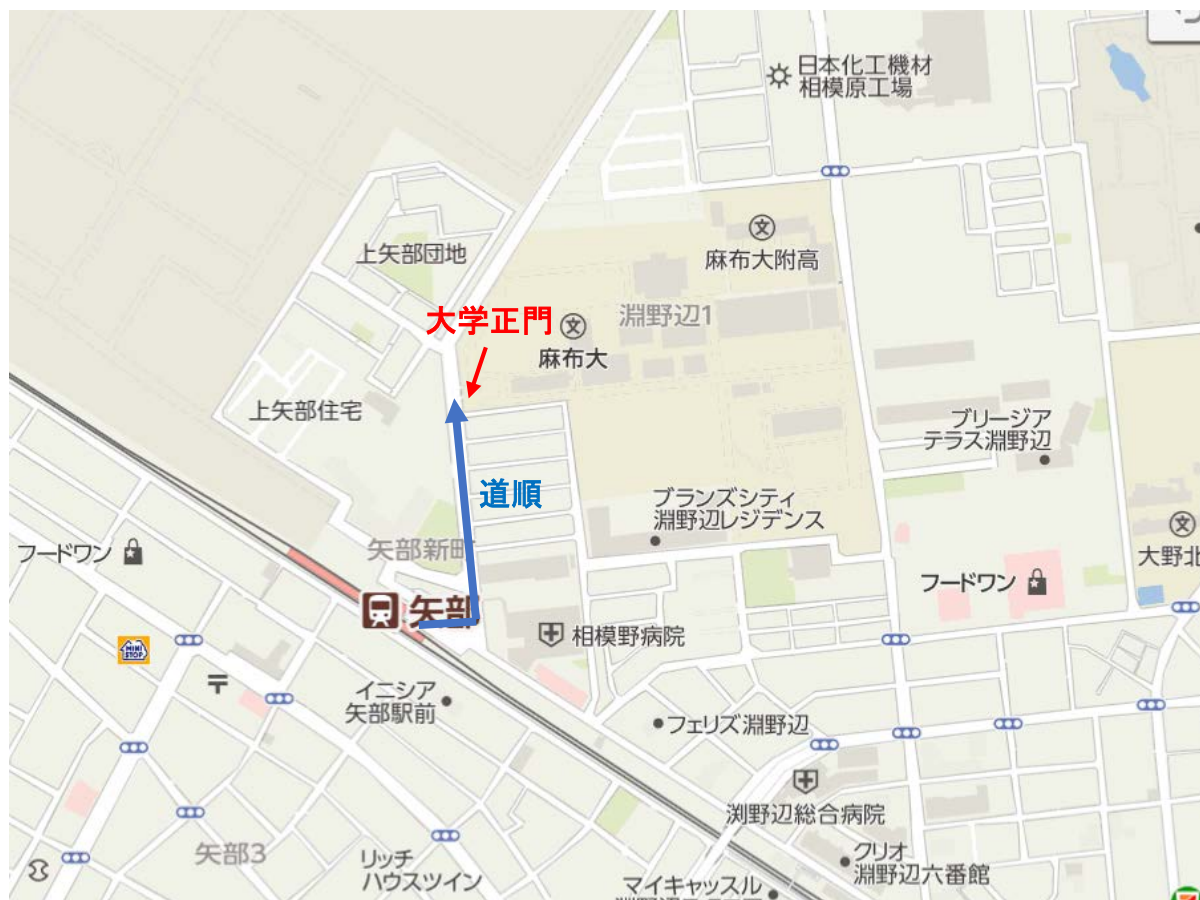 日本化工機材
相模原工場
文
麻布大附高
上矢部団地
淵野辺1
大学正門
文
麻布大
上矢部住宅
ブリージア
テラス淵野辺
道順
ブランズシティ
淵野辺レジデンス
文
大野北
矢部新町
フードワン
フードワン
矢部
相模野病院
MINI
STOP
イニシア
矢部駅前
フェリズ淵野辺
渕野辺総合病院
矢部3
リッチ
ハウスツイン
クリオ
淵野辺六番館
マイキャッスル